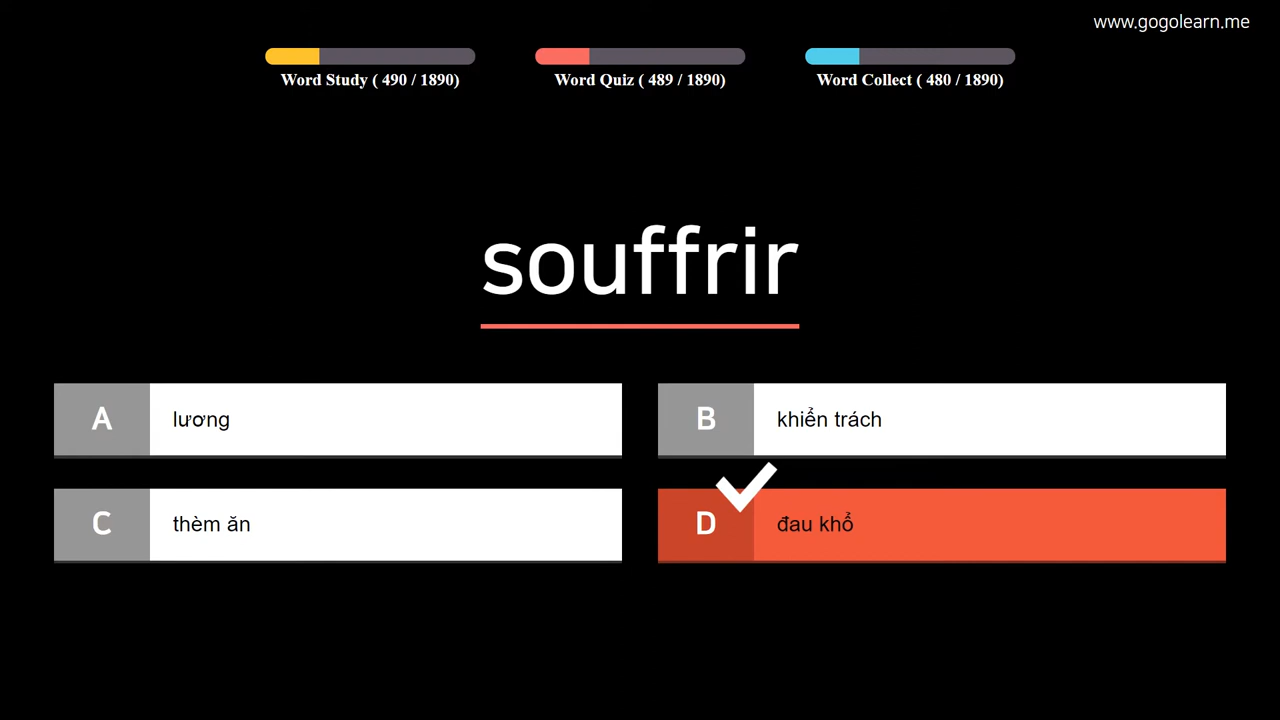 www.gogolearn.me
Word Study ( 490 / 1890)
Word Quiz ( 489 / 1890)
Word Collect ( 480 / 1890)
souffrir
A lương
B khiển trách
C thèm ăn
D đau khổ